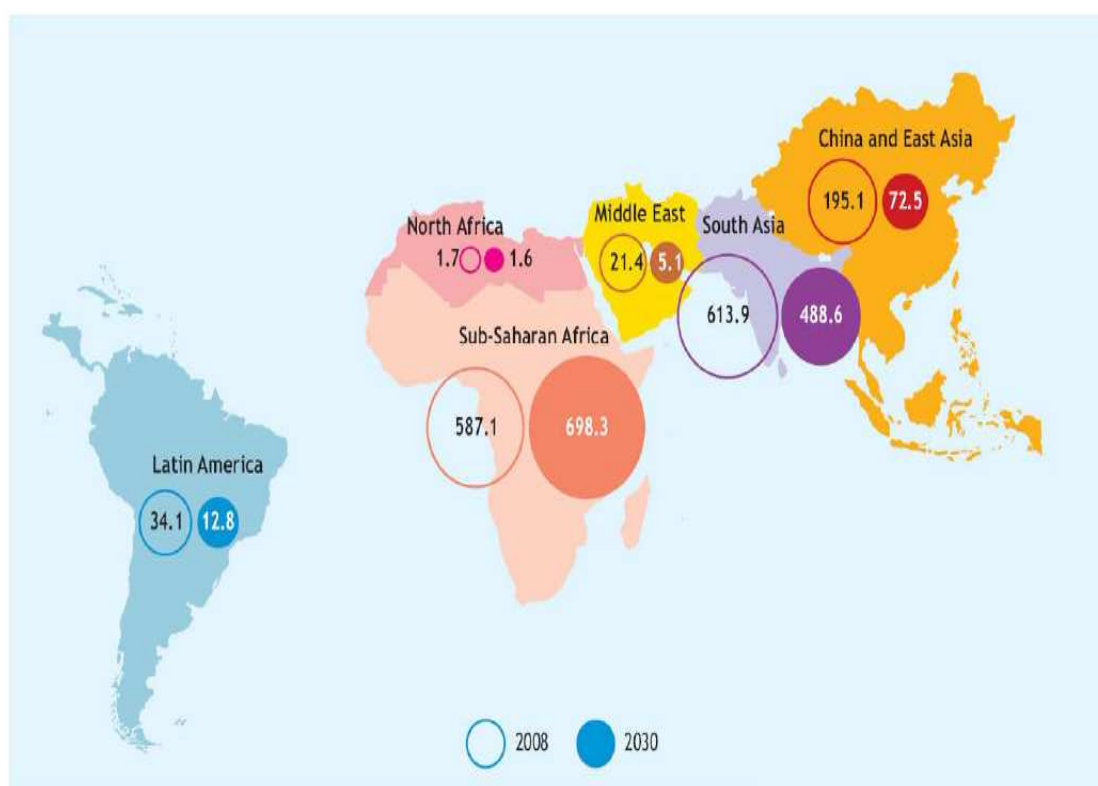 China and East Asia
195.1 72.5
North Africa
1.7 1.6
Middle East
21.4 5.1
South Asia
613.9 488.6
Sub-Saharan Africa
587.1 698.3
Latin America
34.1 12.8
2008 2030